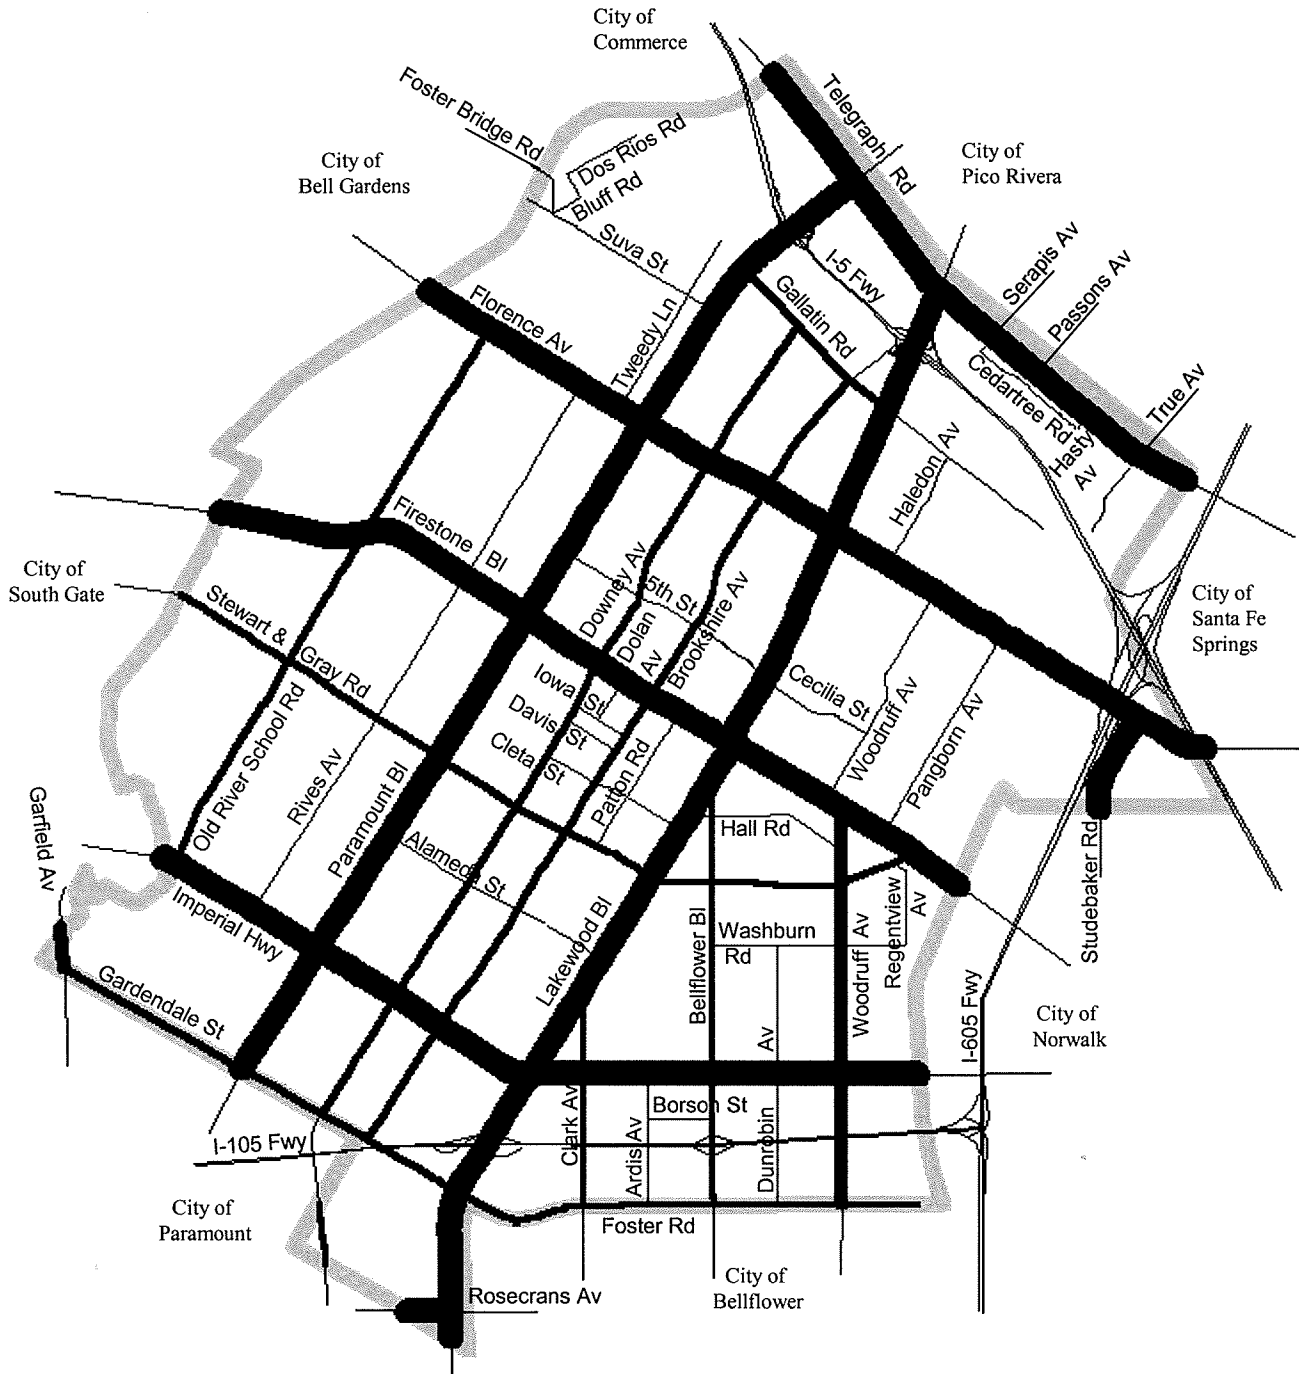 City of
Commerce
Foster Bridge Rd
Dos Rios Rd
Bluff Rd
Telegraph Rd
City of
Bell Gardens
City of
Pico Rivera
Suva St
I-5 Fwy
Serapis Av
Passons Av
Florence Av
Tweedy Ln
Gallatin Rd
Cedartree Rd
True Av
Hasty
Av
Haledon Av
Firestone Bl
City of
South Gate
Stewart &
Gray Rd
Downey Av
5th St
Dolan
Av
Brookshire Av
City of
Santa Fe
Springs
Iowa St
Davis St
Cleta St
Cecilia St
Woodruff Av
Pangborn Av
Old River School Rd
Rives Av
Paramount Bl
Patton Rd
Hall Rd
Garfield Av
Alameda St
Studebaker Rd
Imperial Hwy
Lakewood Bl
Bellflower Bl
Washburn
Rd
Woodruff Av
Regentview
Av
Gardendale St
I-605 Fwy
City of
Norwalk
I-105 Fwy
Clark Av
Ardis Av
Borson St
Dunrobin Av
City of
Paramount
Foster Rd
City of
Bellflower
Rosecrans Av